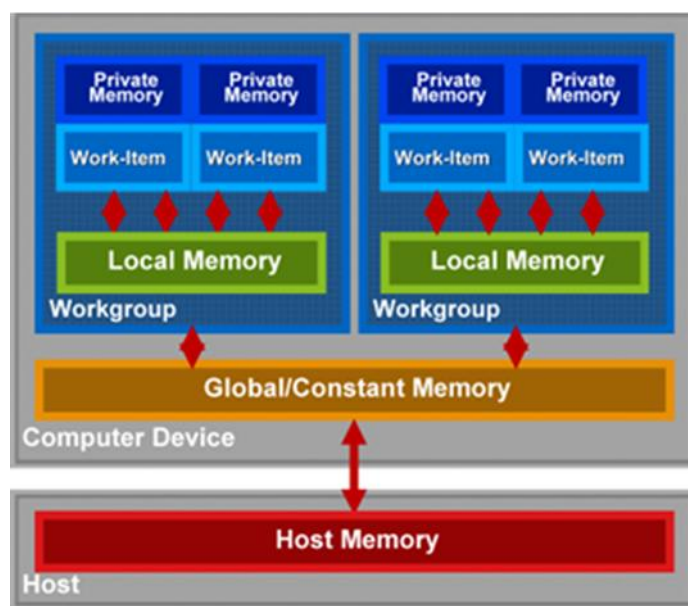 Private Memory
Private Memory
Private Memory
Private Memory
Work-Item
Work-Item
Work-Item
Work-Item
Local Memory
Local Memory
Workgroup
Workgroup
Global/Constant Memory
Computer Device
Host Memory
Host